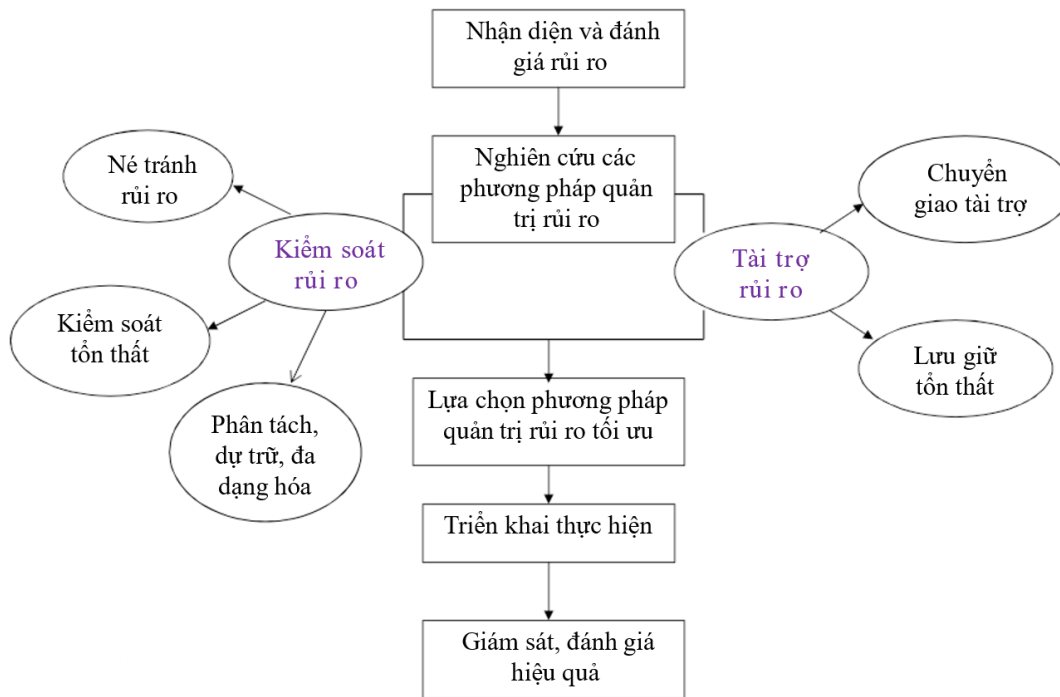 Nhận diện và đánh
giá rủi ro
Nghiên cứu các
phương pháp quản
trị rủi ro
Né tránh
rủi ro
Kiểm soát
rủi ro
Kiểm soát
tổn thất
Phân tách,
dự trữ, đa
dạng hóa
Chuyển
giao tài trợ
Tài trợ
rủi ro
Lưu giữ
tổn thất
Lựa chọn phương pháp
quản trị rủi ro tối ưu
Triển khai thực hiện
Giám sát, đánh giá
hiệu quả